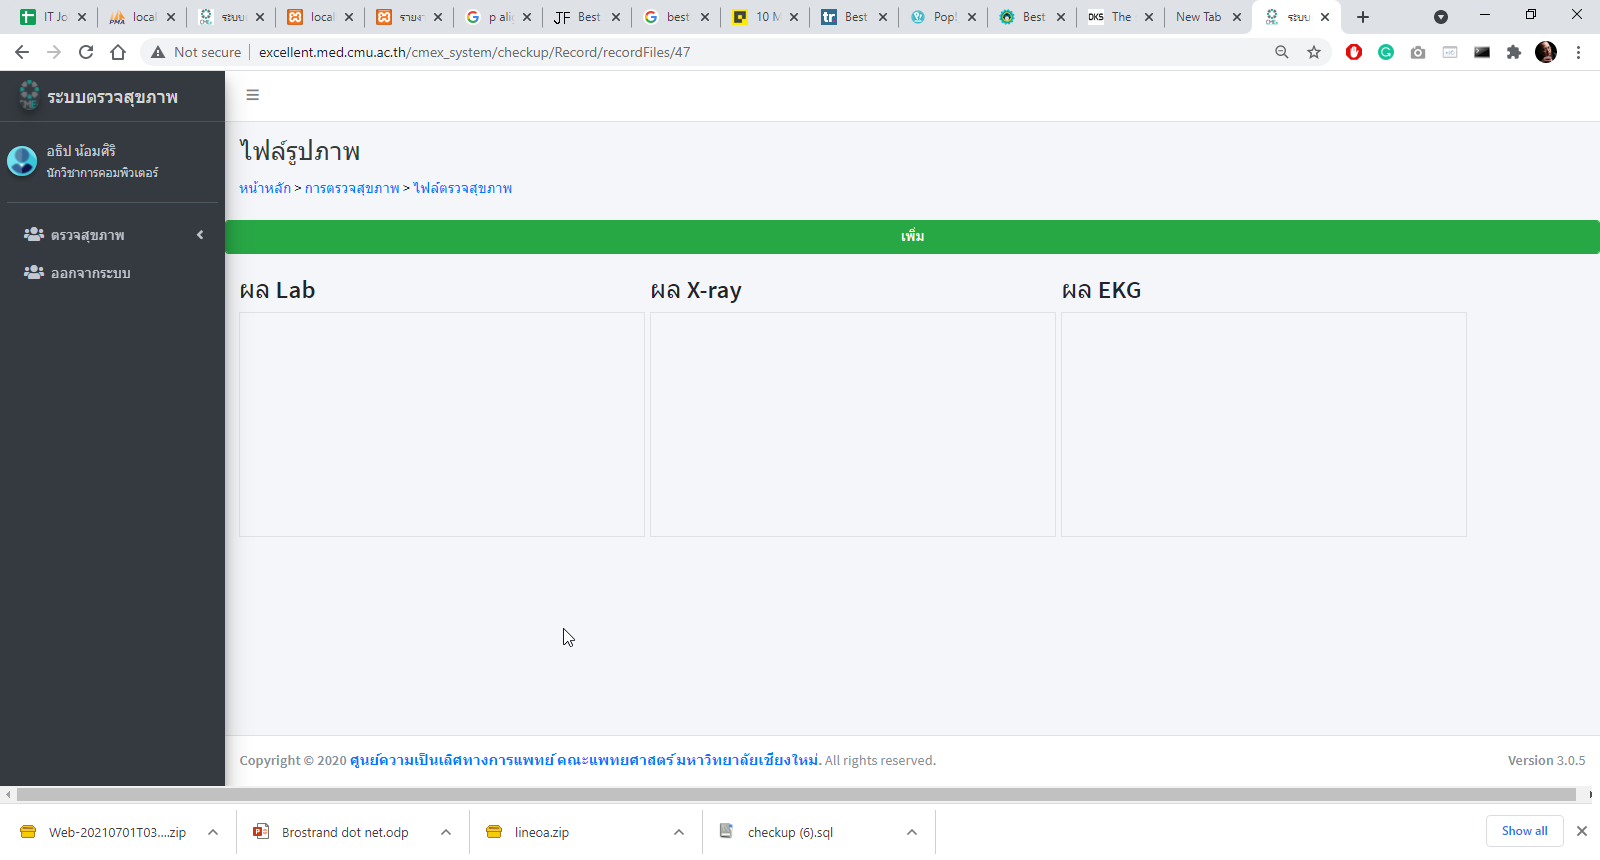 IT Jo
local
ระบบ
local
รายง
p alig
Best
best
10 M
Best
Pop!
Best
The
New Tab
ระบบ
Not secure
excellent.med.cmu.ac.th/cmex_system/checkup/Record/recordFiles/47
ระบบตรวจสุขภาพ
อธิป น้อมศิริ
นักวิชาการคอมพิวเตอร์
ตรวจสุขภาพ
ออกจากระบบ
ไฟล์รูปภาพ
หน้าหลัก > การตรวจสุขภาพ > ไฟล์ตรวจสุขภาพ
เพิ่ม
ผล Lab
ผล X-ray
ผล EKG
Copyright © 2020 ศูนย์ความเป็นเลิศทางการแพทย์ คณะแพทยศาสตร์ มหาวิทยาลัยเชียงใหม่. All rights reserved.
Version 3.0.5
Web-20210701T03....zip
Brostrand dot net.odp
lineoa.zip
checkup (6).sql
Show all